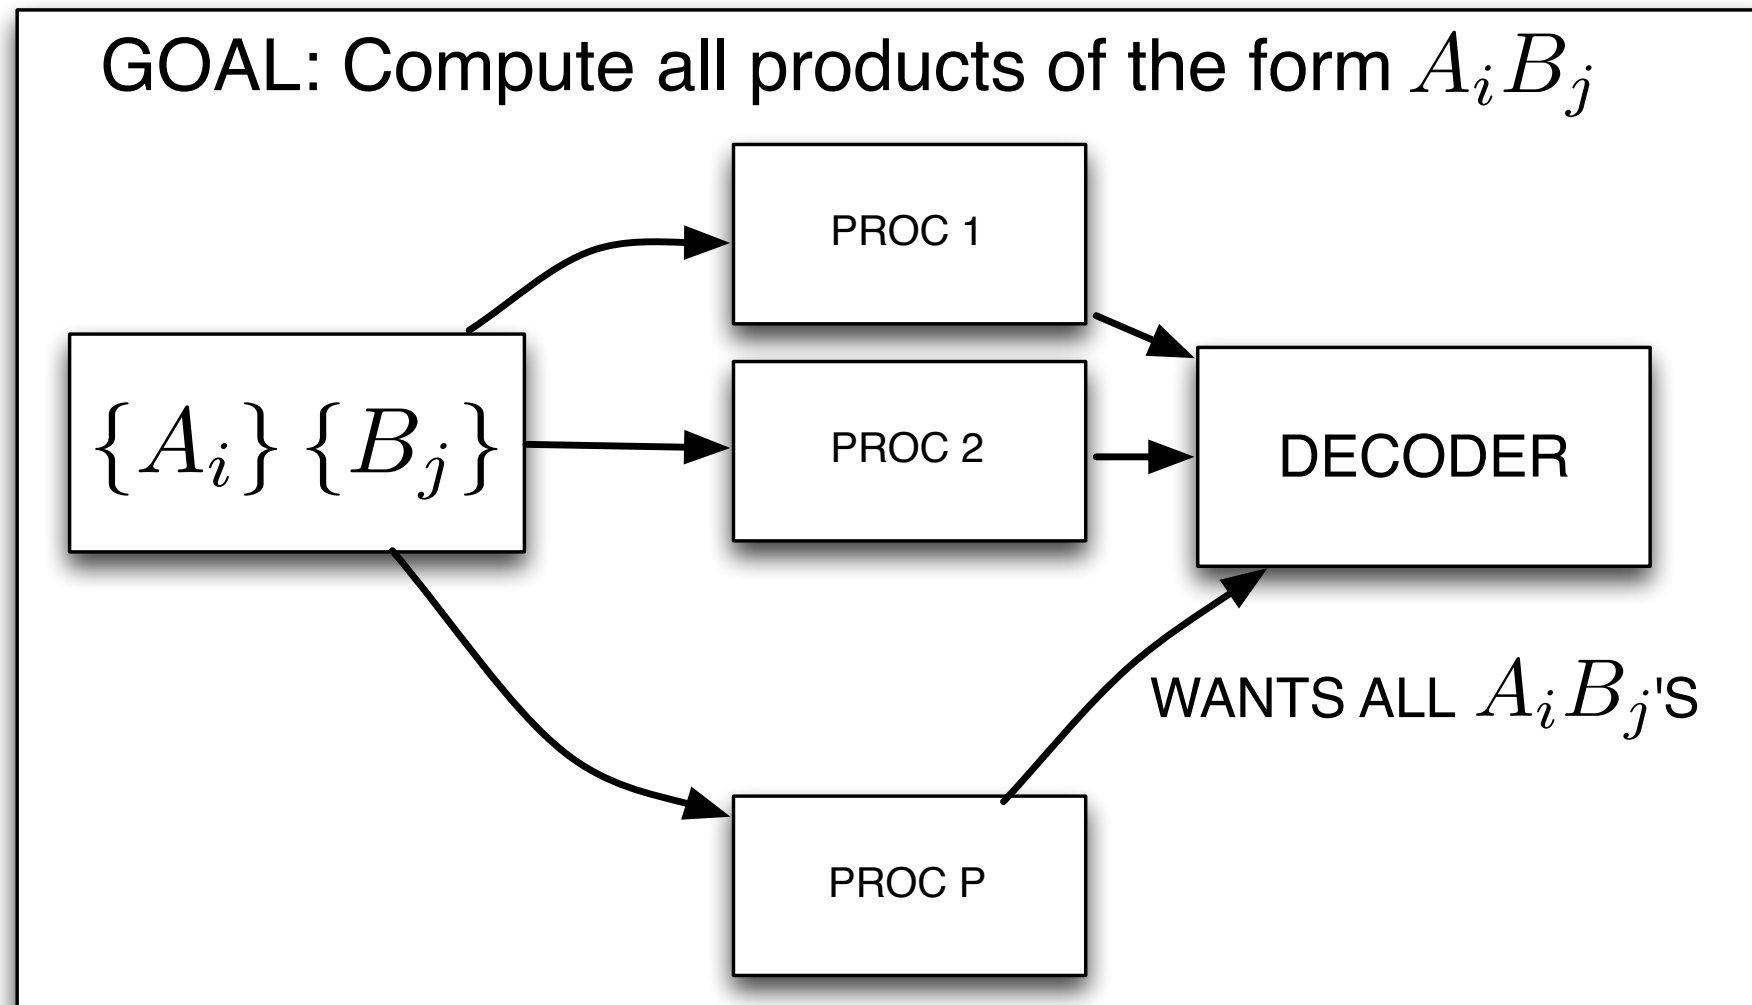 GOAL: Compute all products of the form $A_i B_j$
PROC 1
$\{A_i\} \{B_j\}$
PROC 2
DECODER
WANTS ALL $A_i B_j$'S
PROC P